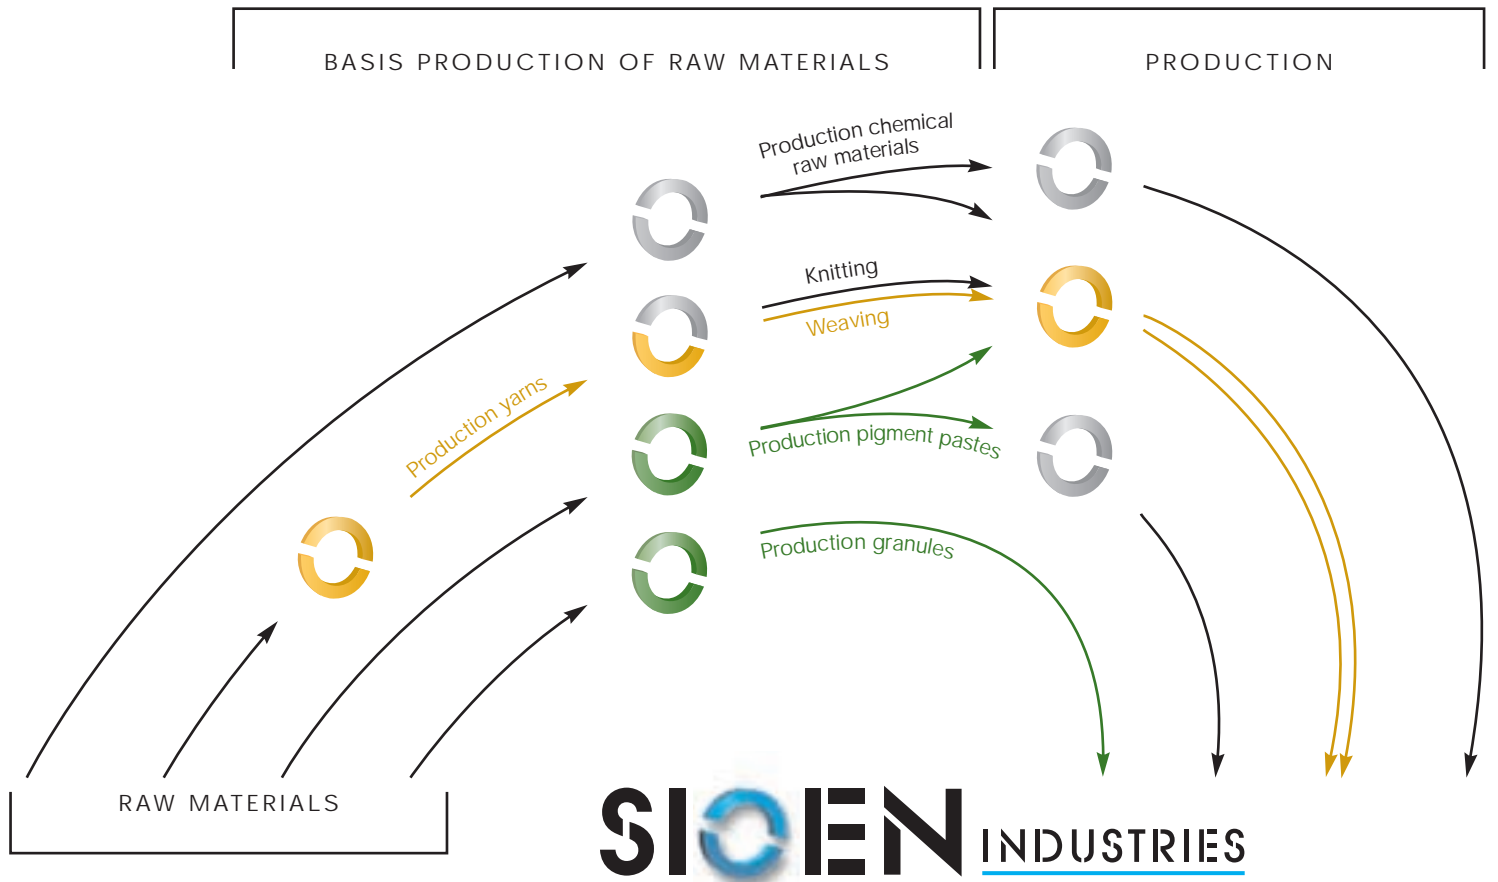 BASIS PRODUCTION OF RAW MATERIALS
PRODUCTION
Production chemical
raw materials
Knitting
Weaving
Production yarns
Production pigment pastes
Production granules
RAW MATERIALS
SIOEN INDUSTRIES